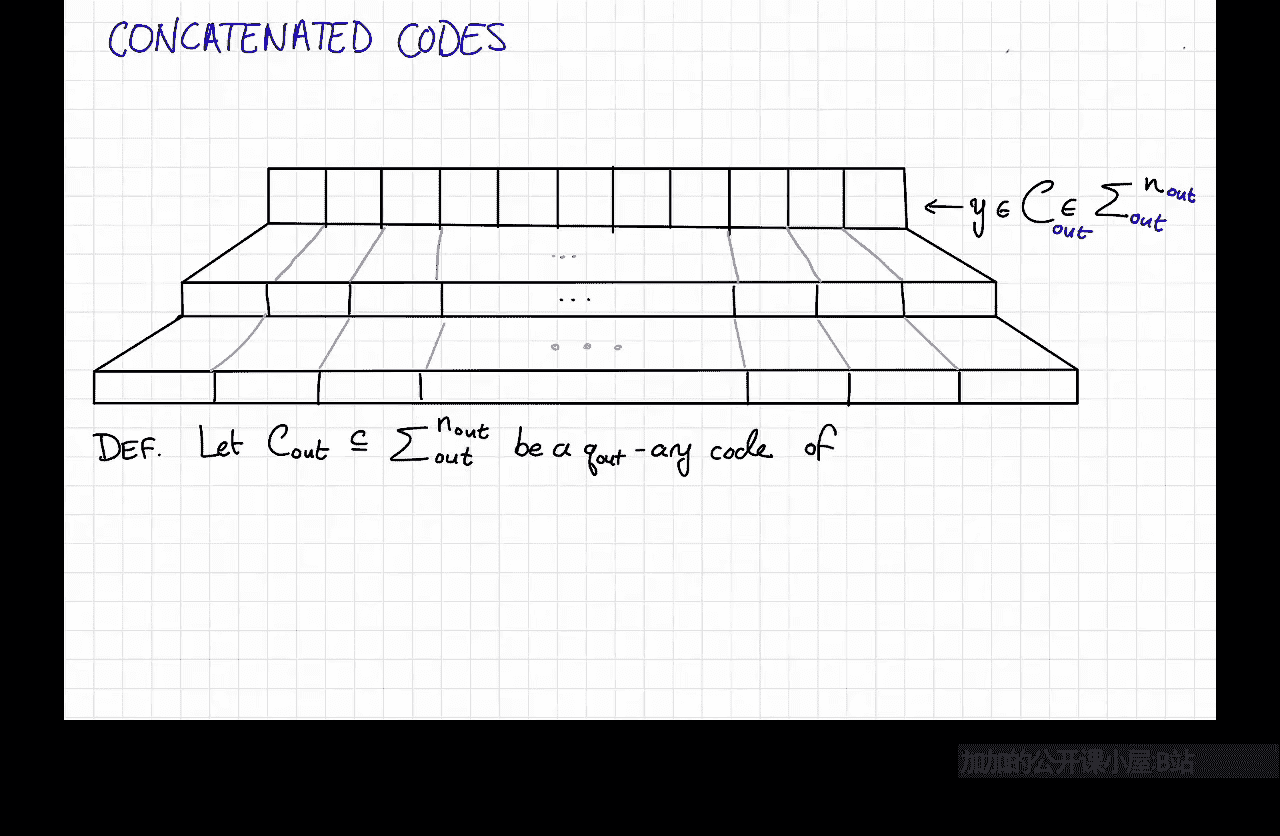 CONCATENATED CODES
← y ∈ C_out ∈ Σ_out^n_out
...
...
...
DEF. Let C_out ⊆ Σ_out^n_out be a q_out-ary code of
加加的公开课小屋 B站